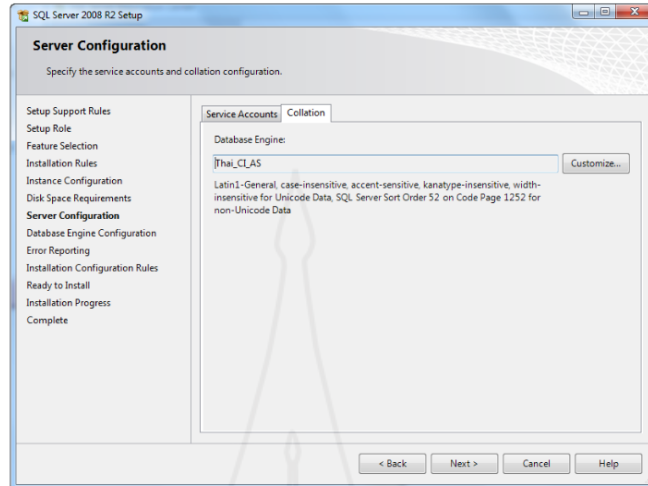 SQL Server 2008 R2 Setup
Server Configuration
Specify the service accounts and collation configuration.
Setup Support Rules
Setup Role
Feature Selection
Installation Rules
Instance Configuration
Disk Space Requirements
Server Configuration
Database Engine Configuration
Error Reporting
Installation Configuration Rules
Ready to Install
Installation Progress
Complete
Service Accounts
Collation
Database Engine:
Thai_CI_AS
Customize...
Latin1-General, case-insensitive, accent-sensitive, kanatype-insensitive, width-
insensitive for Unicode Data, SQL Server Sort Order 52 on Code Page 1252 for
non-Unicode Data
< Back
Next >
Cancel
Help